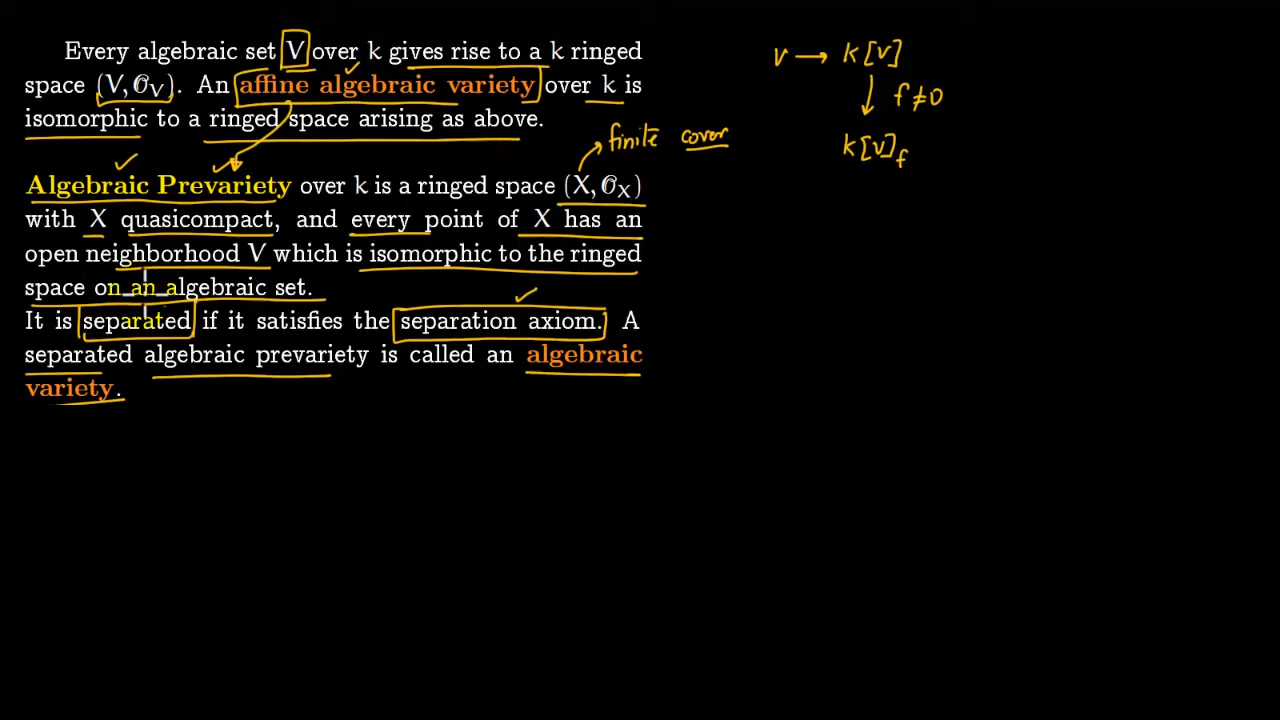 Every algebraic set V over k gives rise to a k ringed
space (V, 𝒪_V). An affine algebraic variety over k is
isomorphic to a ringed space arising as above.
Algebraic Prevariety over k is a ringed space (X, 𝒪_X)
with X quasicompact, and every point of X has an
open neighborhood V which is isomorphic to the ringed
space on an algebraic set.
It is separated if it satisfies the separation axiom. A
separated algebraic prevariety is called an algebraic
variety.
finite cover
V → k[V]
↓ f≠0
k[V]_f